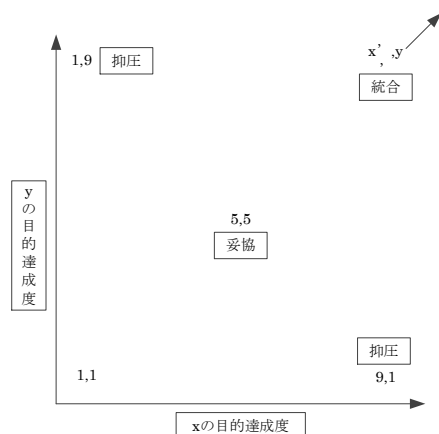 x’, ,y
1,9 抑圧
統合
yの目的達成度
5,5
妥協
抑圧
1,1
9,1
xの目的達成度